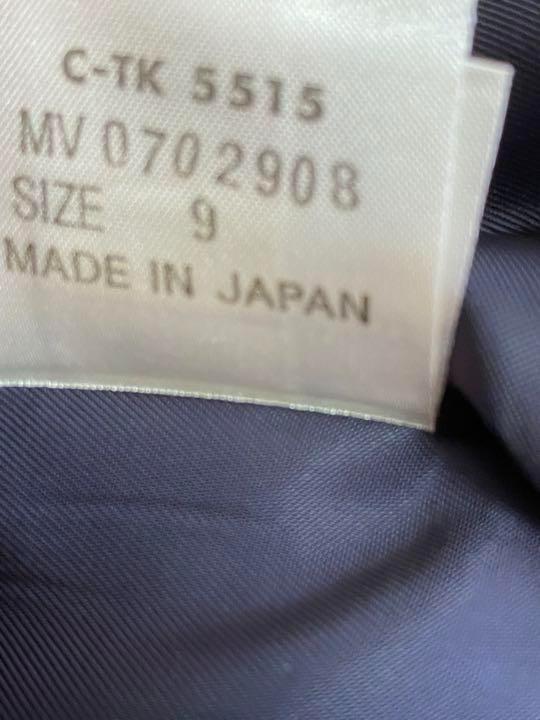 C-TK 5515
MV 0702908
SIZE 9
MADE IN JAPAN